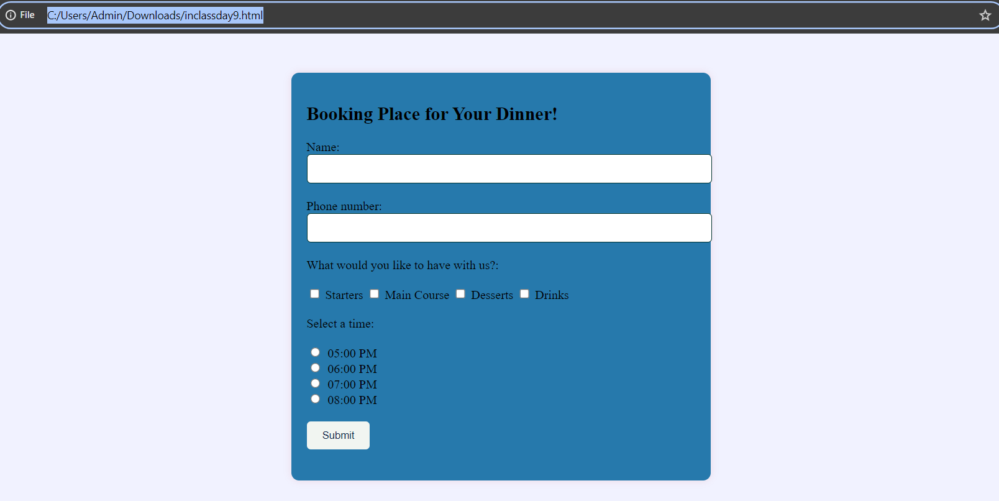 File C:/Users/Admin/Downloads/inclassday9.html
Booking Place for Your Dinner!
Name:
Phone number:
What would you like to have with us?:
Starters Main Course Desserts Drinks
Select a time:
05:00 PM
06:00 PM
07:00 PM
08:00 PM
Submit